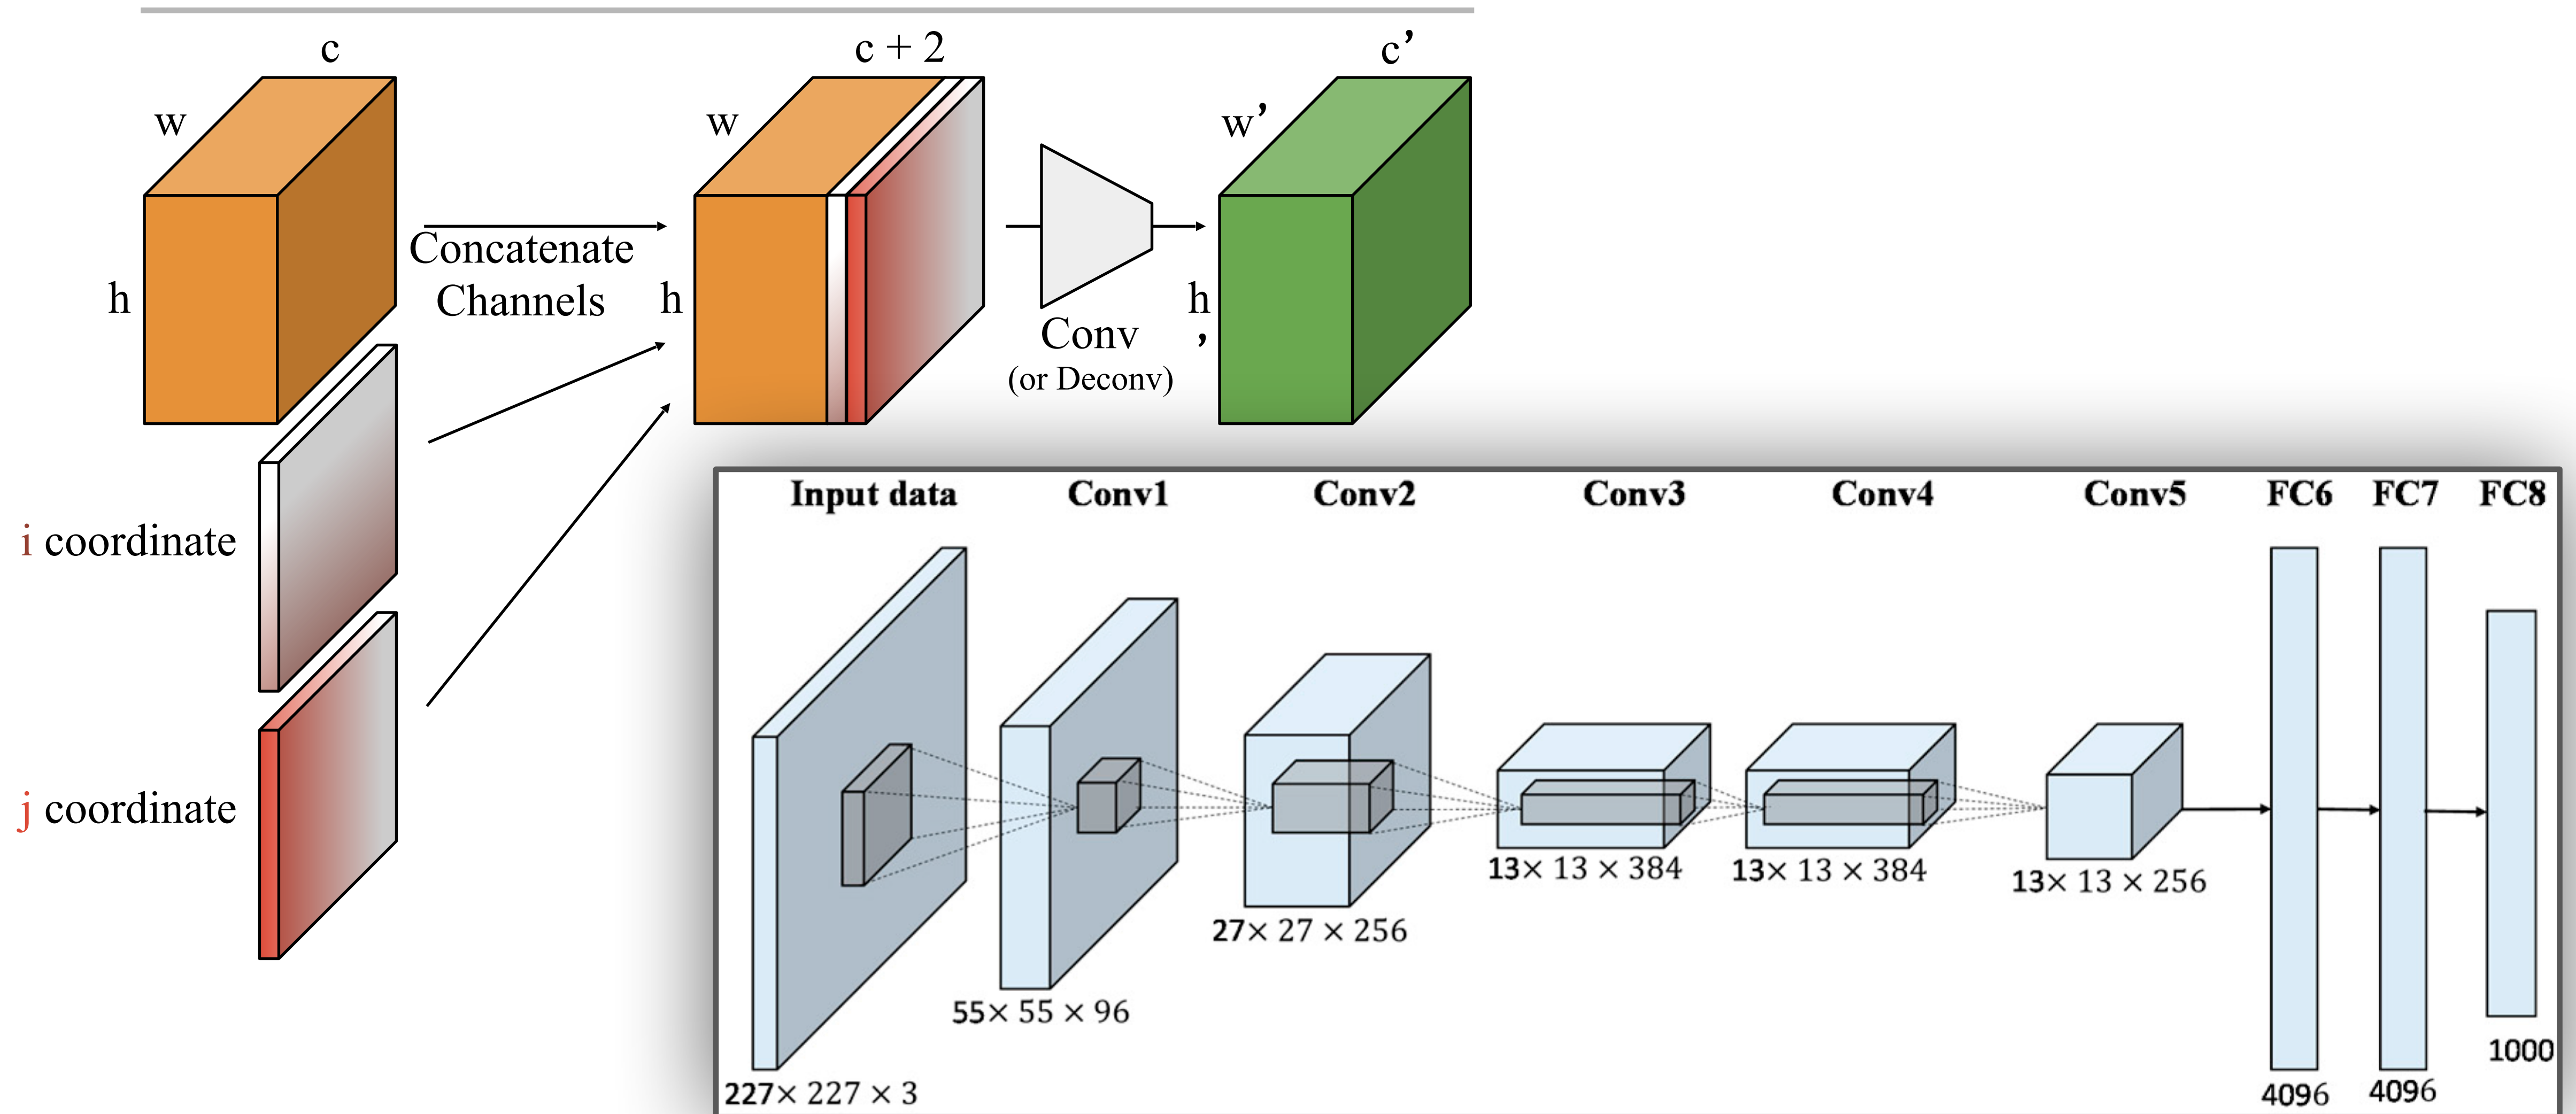 c
c + 2
c’
w
w
w’
Concatenate
Channels
h
h
h
’
Conv
(or Deconv)
i coordinate
j coordinate
Input data
Conv1
Conv2
Conv3
Conv4
Conv5
FC6
FC7
FC8
13× 13 × 384
13× 13 × 384
13× 13 × 256
27× 27 × 256
55× 55 × 96
1000
227× 227 × 3
4096
4096